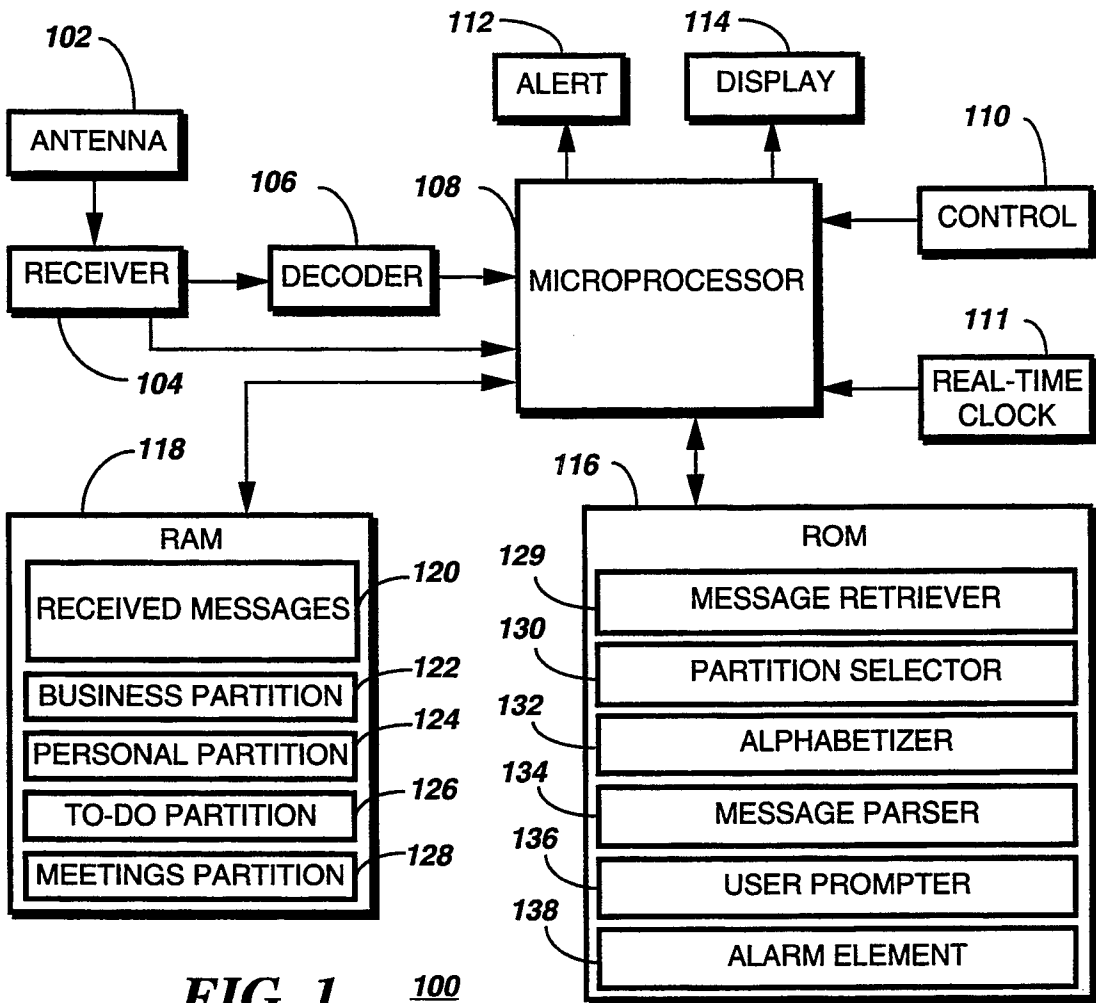 112
114
102
ALERT
DISPLAY
110
ANTENNA
106
108
CONTROL
RECEIVER
DECODER
MICROPROCESSOR
111
104
REAL-TIME
CLOCK
118
116
RAM
ROM
120
RECEIVED MESSAGES
129
MESSAGE RETRIEVER
122
BUSINESS PARTITION
130
PARTITION SELECTOR
124
PERSONAL PARTITION
132
ALPHABETIZER
126
TO-DO PARTITION
134
MESSAGE PARSER
128
MEETINGS PARTITION
136
USER PROMPTER
138
ALARM ELEMENT
FIG. 1
100